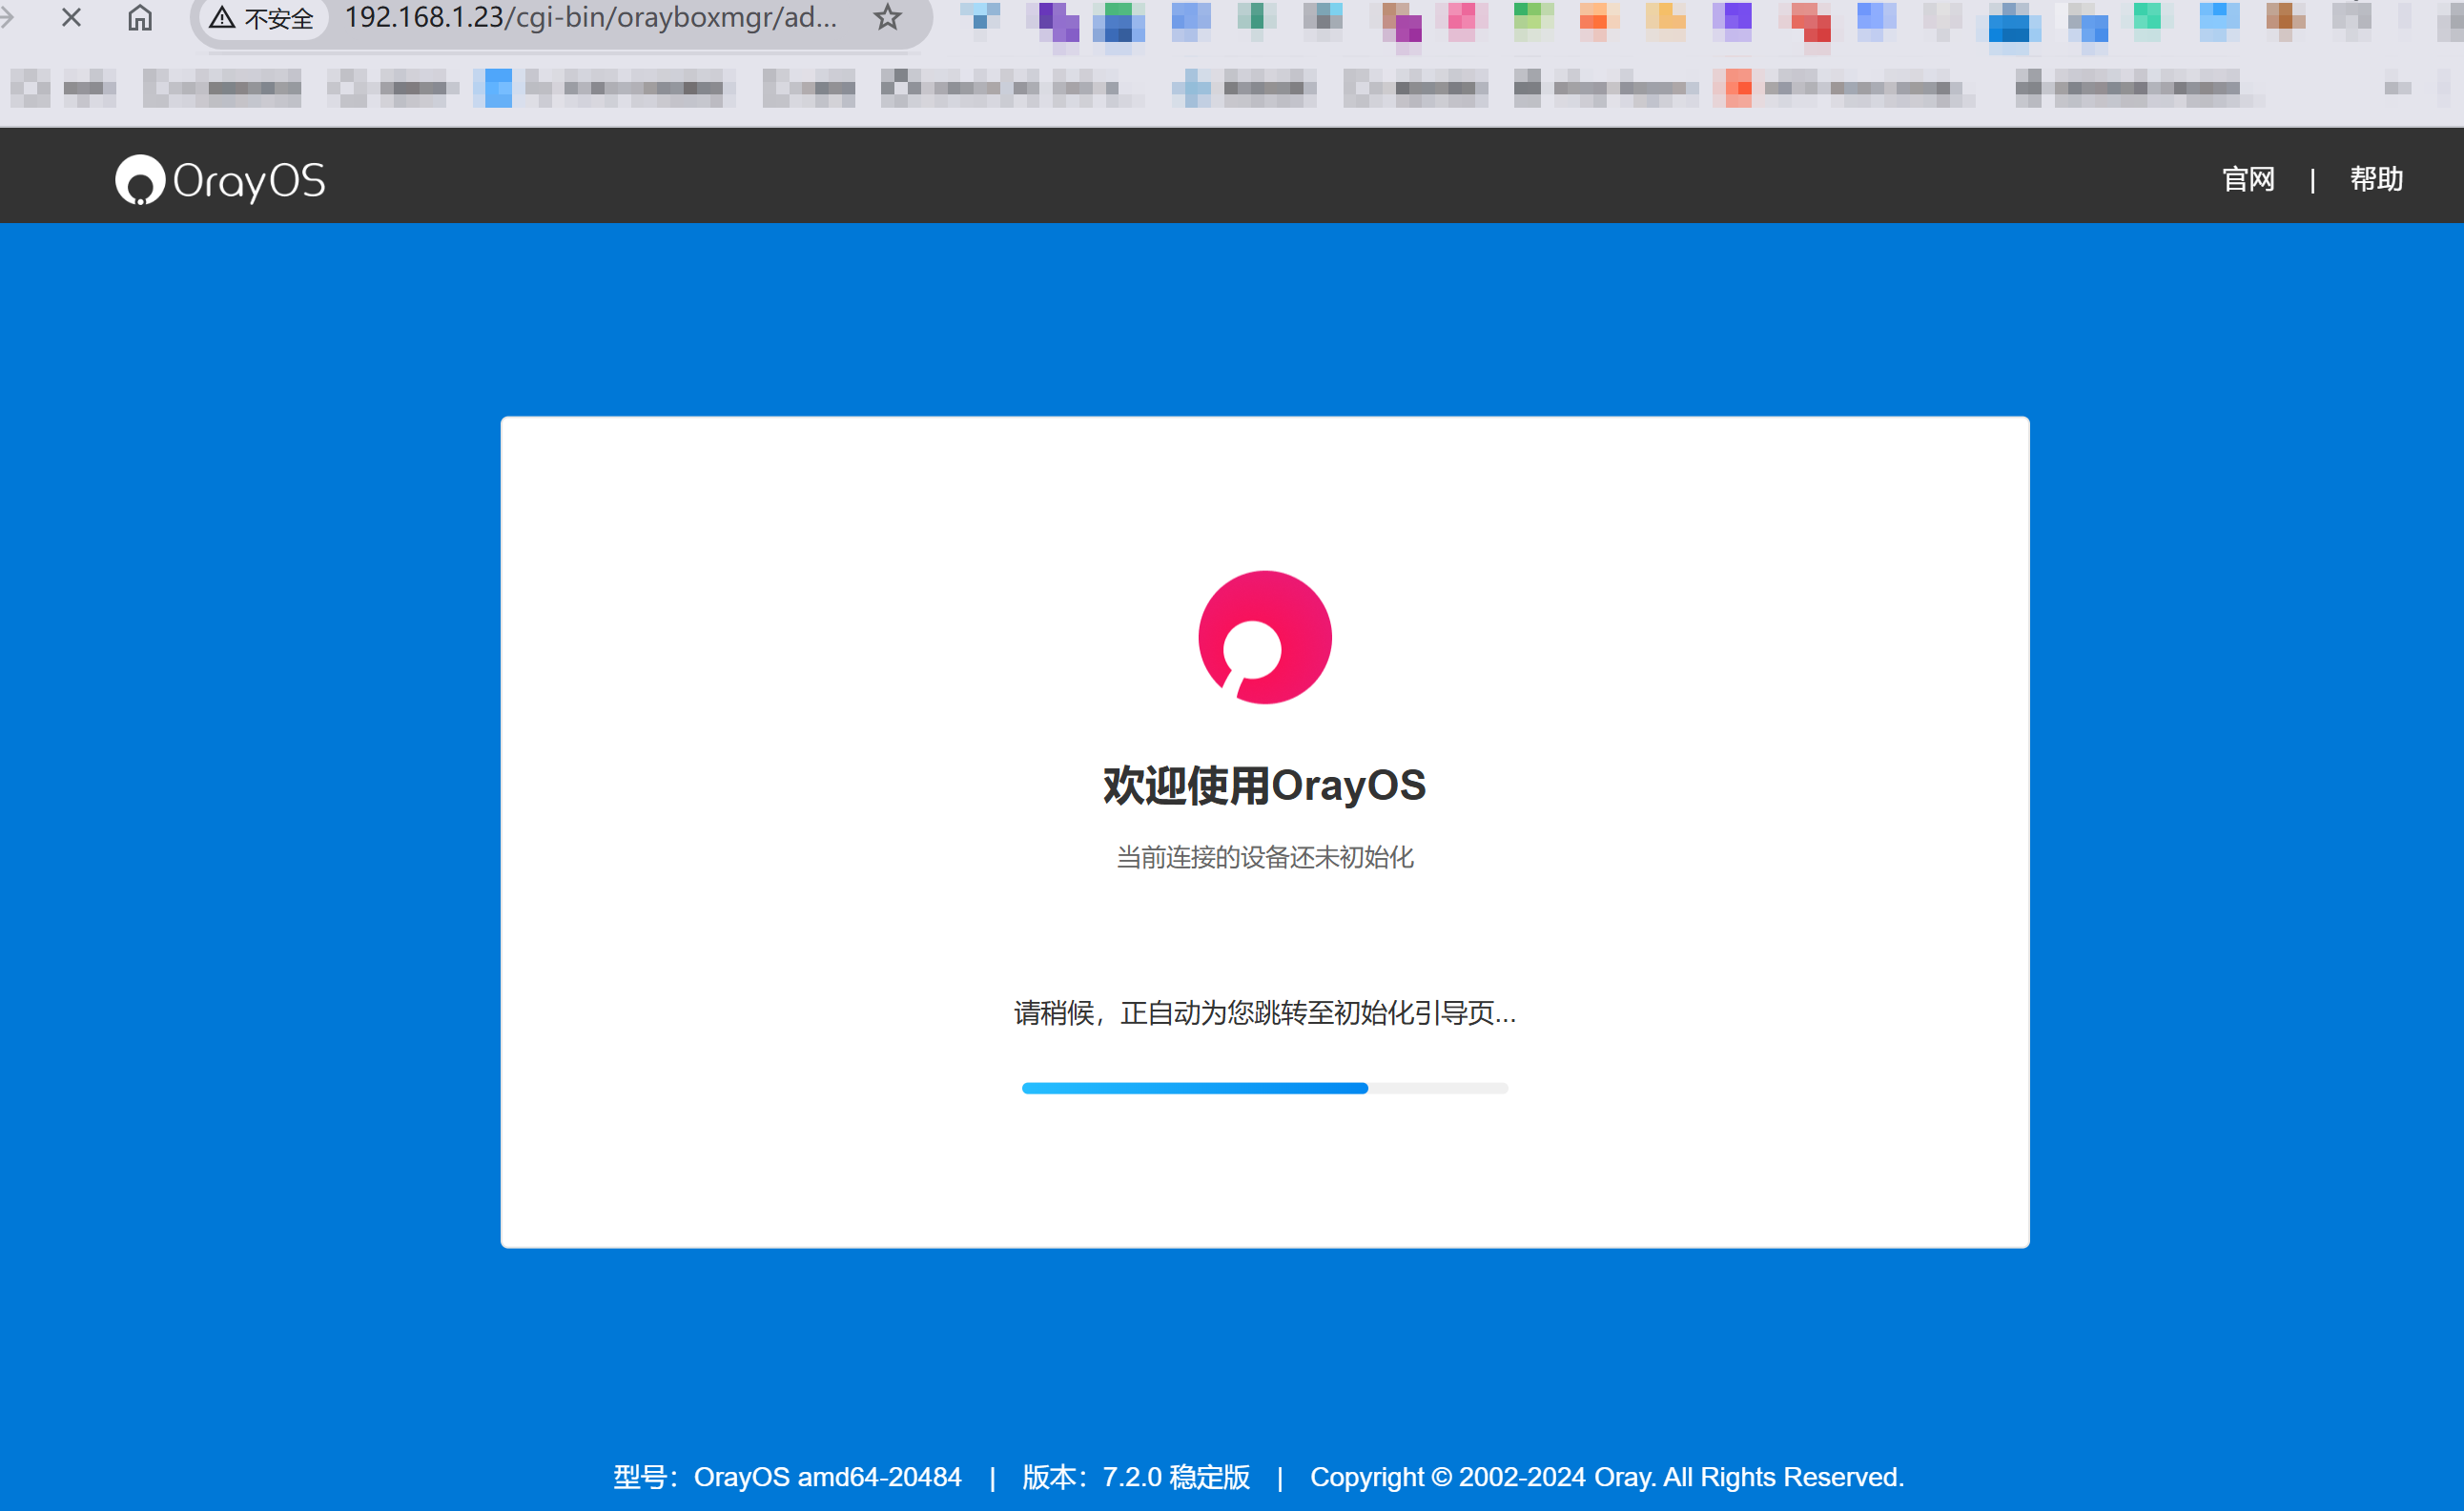 不安全 192.168.1.23/cgi-bin/orayboxmgr/ad...
OrayOS 官网 | 帮助
欢迎使用OrayOS
当前连接的设备还未初始化
请稍候，正自动为您跳转至初始化引导页...
型号：OrayOS amd64-20484 | 版本：7.2.0 稳定版 | Copyright © 2002-2024 Oray. All Rights Reserved.